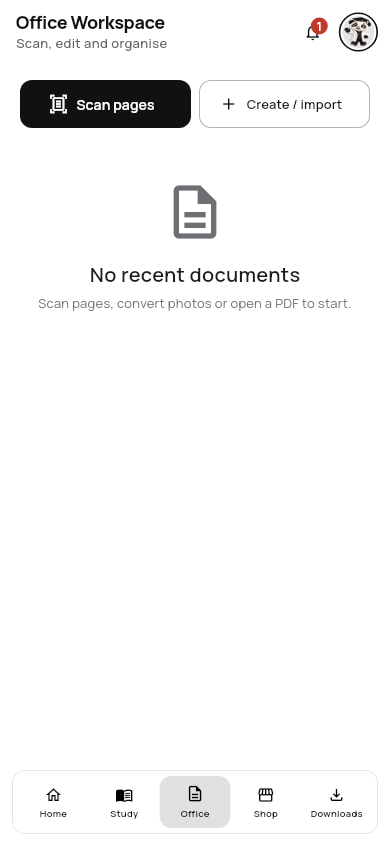 Office Workspace
Scan, edit and organise
1
Scan pages
Create / import
No recent documents
Scan pages, convert photos or open a PDF to start.
Home
Study
Office
Shop
Downloads